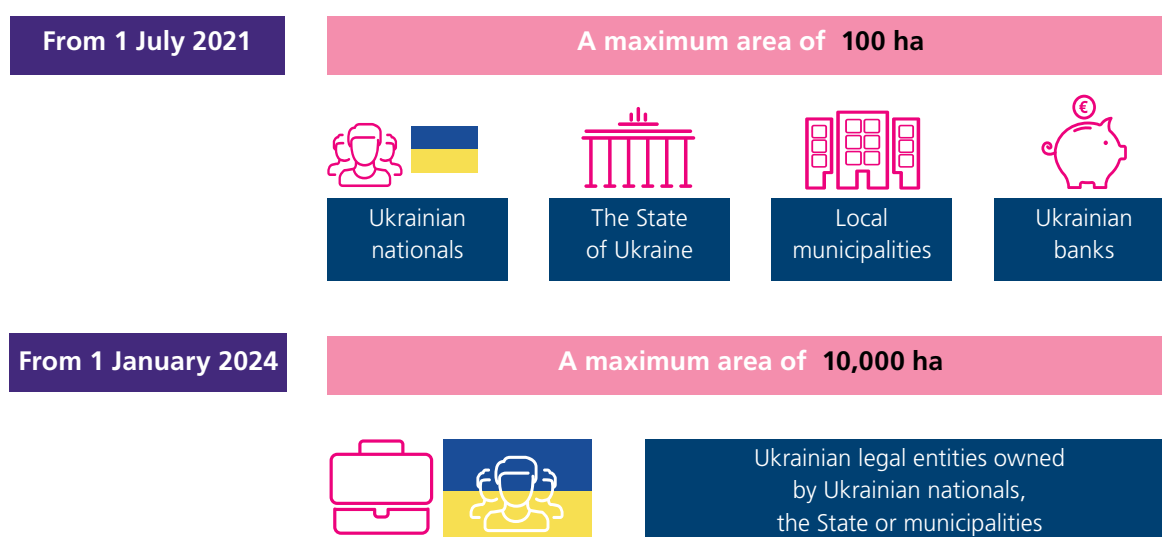 From 1 July 2021
A maximum area of 100 ha
€
Ukrainian
nationals
The State
of Ukraine
Local
municipalities
Ukrainian
banks
From 1 January 2024
A maximum area of 10,000 ha
Ukrainian legal entities owned
by Ukrainian nationals,
the State or municipalities